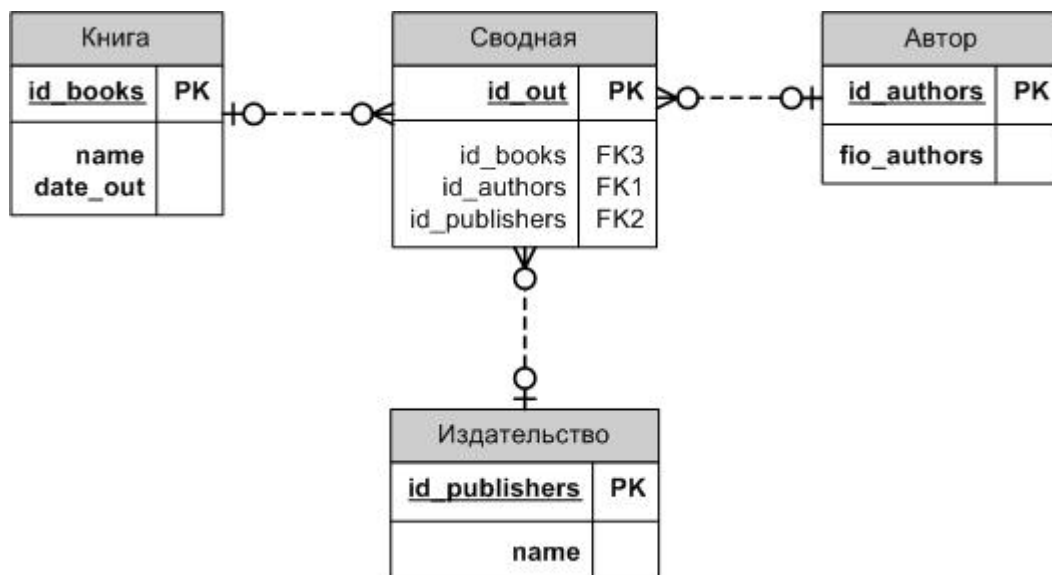 Книга
id_books PK
name
date_out
Сводная
id_out PK
id_books FK3
id_authors FK1
id_publishers FK2
Автор
id_authors PK
fio_authors
Издательство
id_publishers PK
name